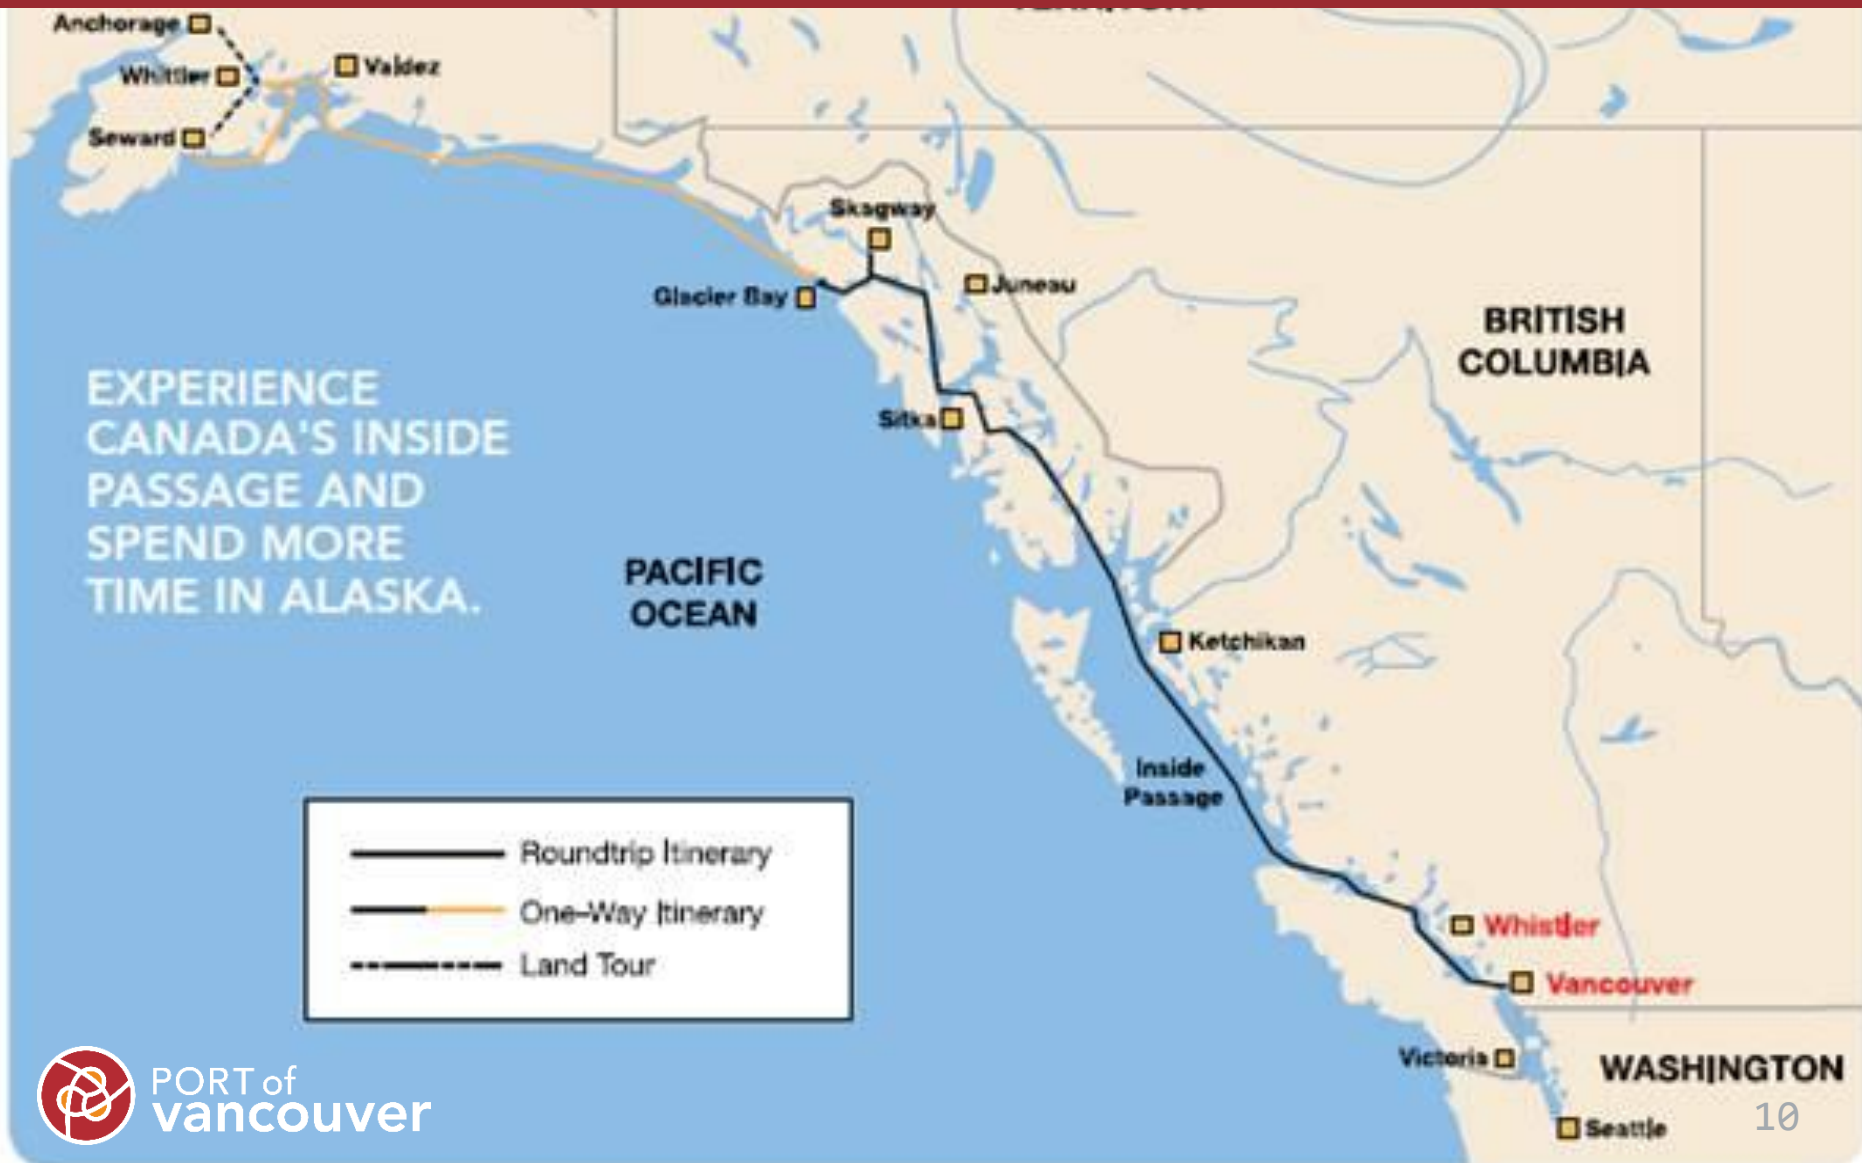 Anchorage
Whittier
Valdez
Seward
Skagway
Juneau
Glacier Bay
BRITISH
COLUMBIA
EXPERIENCE
CANADA'S INSIDE
PASSAGE AND
SPEND MORE
TIME IN ALASKA.
Sitka
PACIFIC
OCEAN
Ketchikan
Inside
Passage
Roundtrip Itinerary
One-Way Itinerary
Land Tour
Whistler
Vancouver
Victoria
WASHINGTON
Seattle
PORT of
vancouver
10